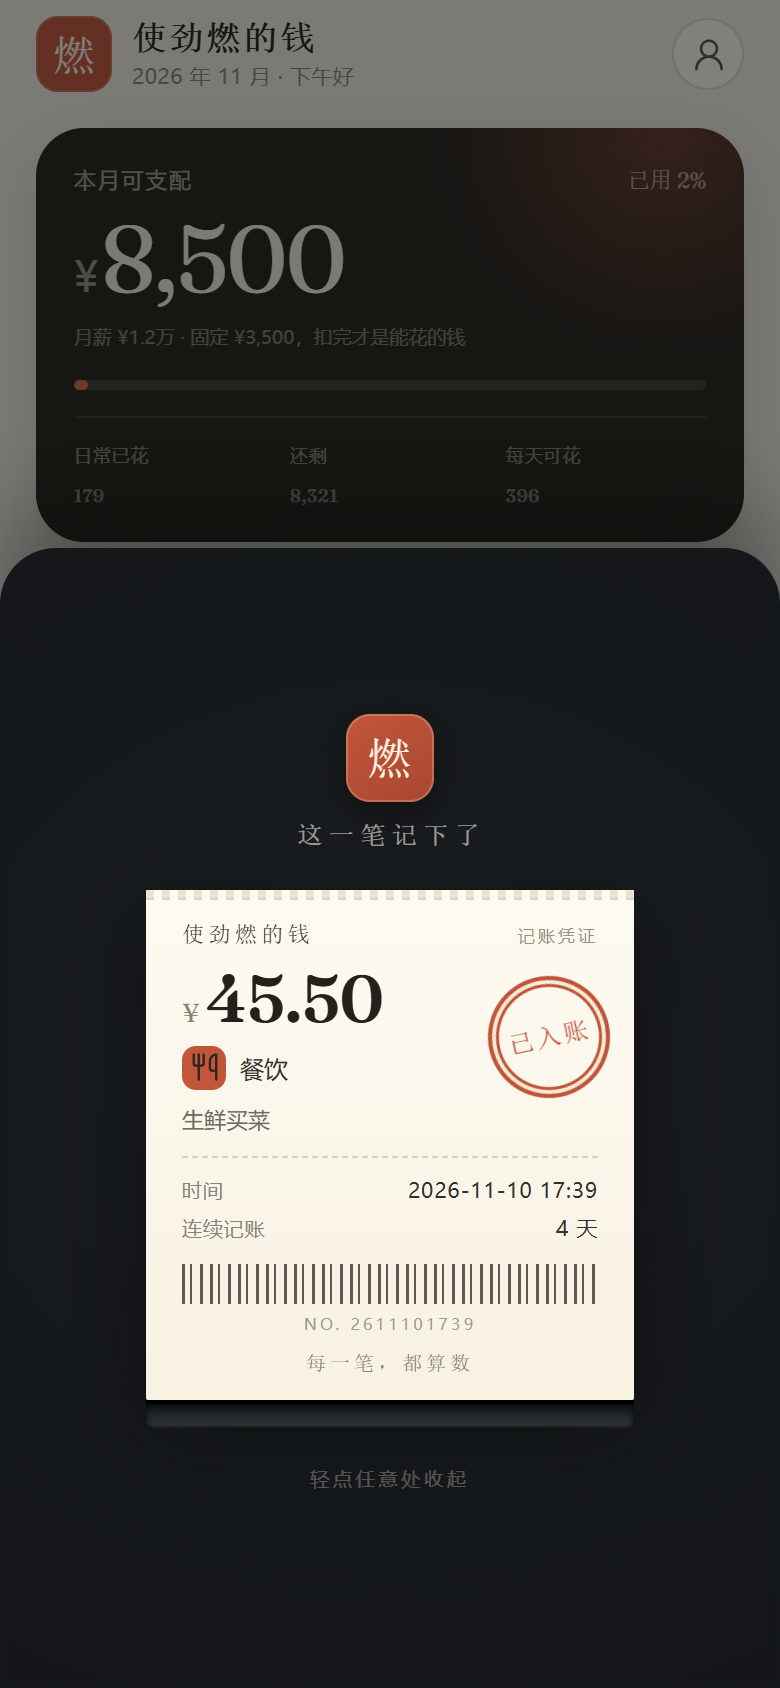 燃
使劲燃的钱
2026 年 11 月 · 下午好
本月可支配
已用 2%
¥8,500
月薪 ¥1.2万 · 固定 ¥3,500，扣完才是能花的钱
日常已花 还剩 每天可花
179 8,321 396
燃
这一笔记下了
使劲燃的钱 记账凭证
¥45.50
已入账
餐饮
生鲜买菜
时间 2026-11-10 17:39
连续记账 4 天
NO. 2611101739
每一笔，都算数
轻点任意处收起